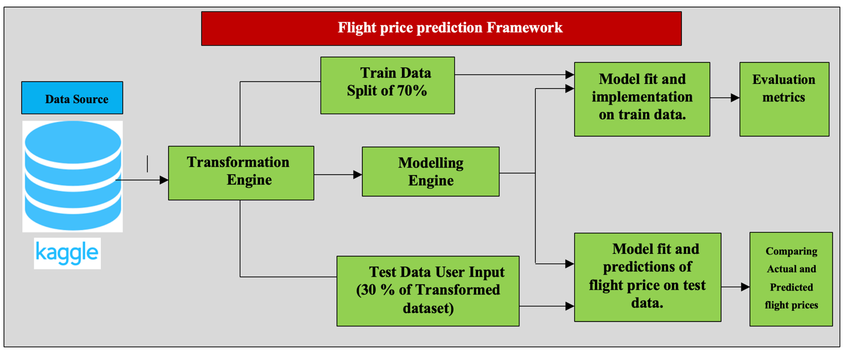 Flight price prediction Framework
Data Source
kaggle
Transformation
Engine
Train Data
Split of 70%
Modelling
Engine
Test Data User Input
(30 % of Transformed
dataset)
Model fit and
implementation
on train data.
Evaluation
metrics
Model fit and
predictions of
flight price on test
data.
Comparing
Actual and
Predicted
flight prices